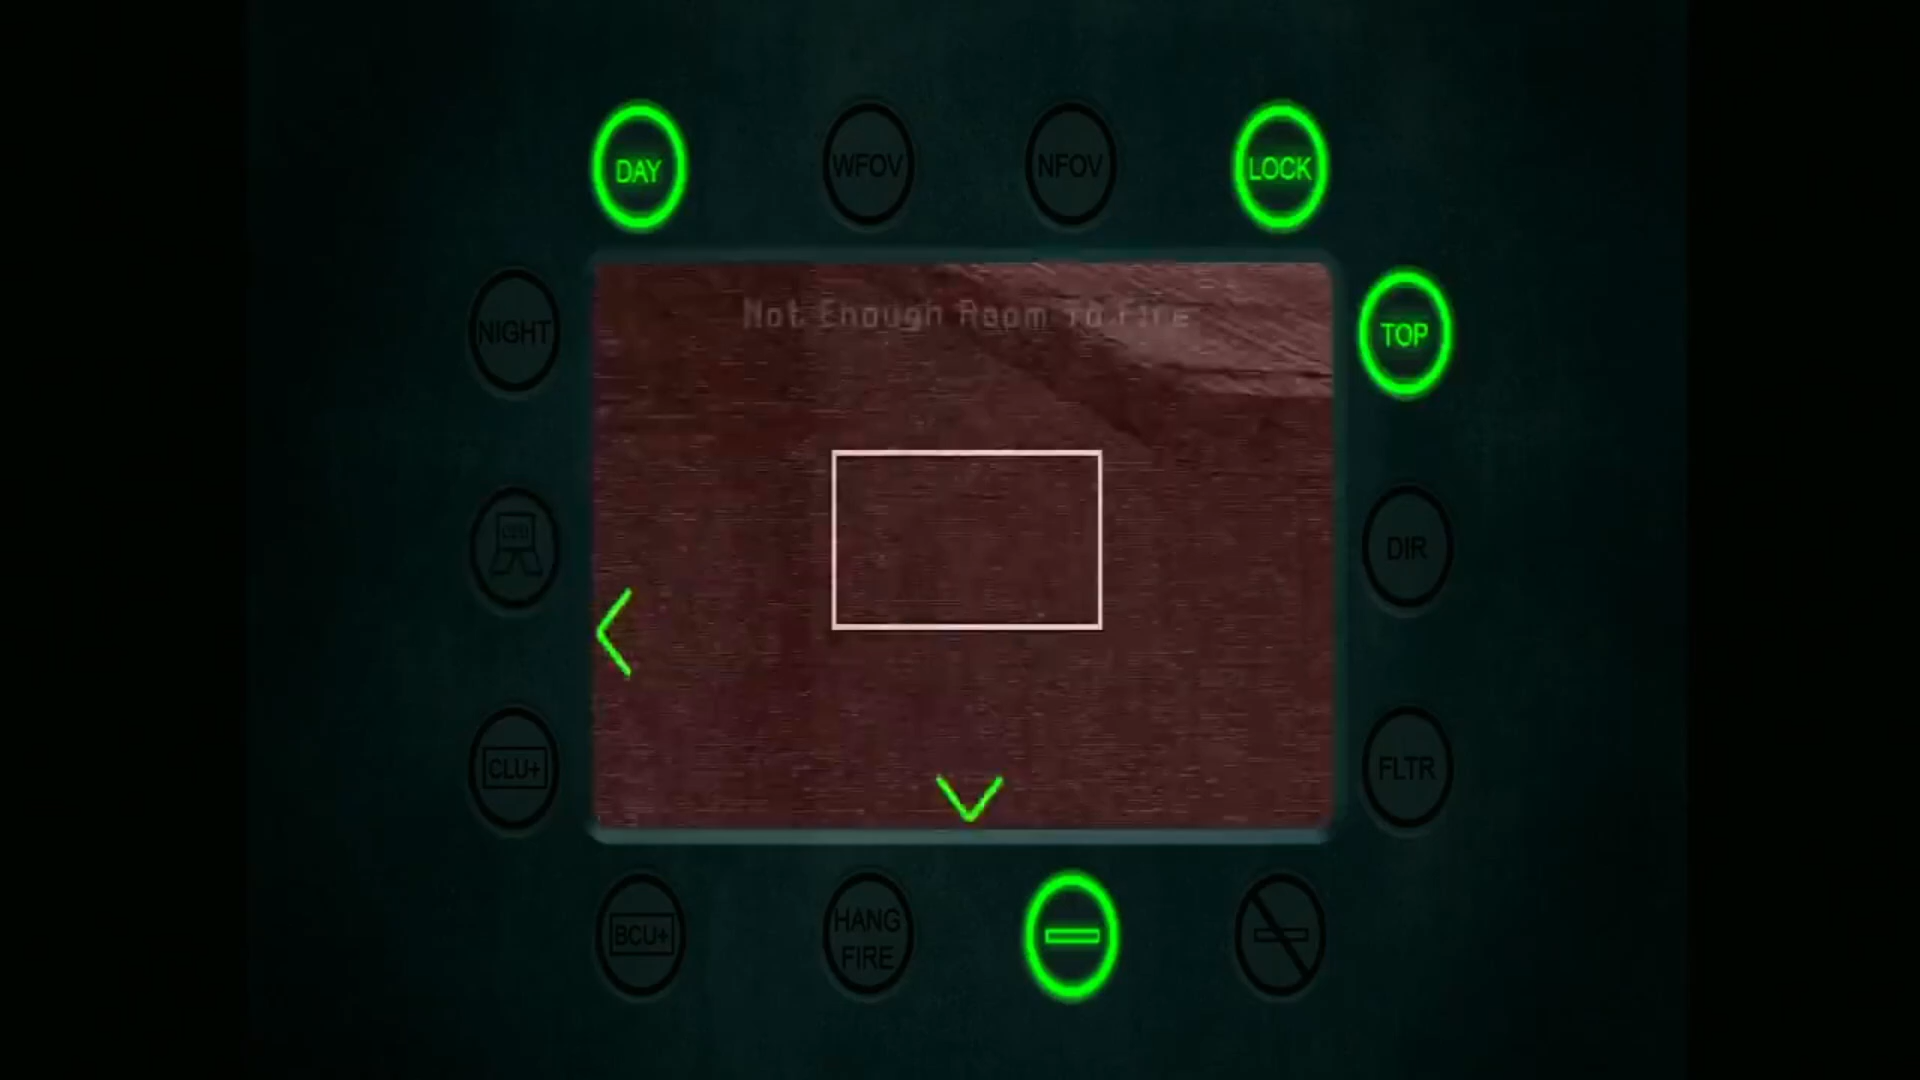 DAY
WFOV
NFOV
LOCK
Not Enough Room To Fire
NIGHT
TOP
DIR
CLU+
FLTR
BCU+
HANG
FIRE